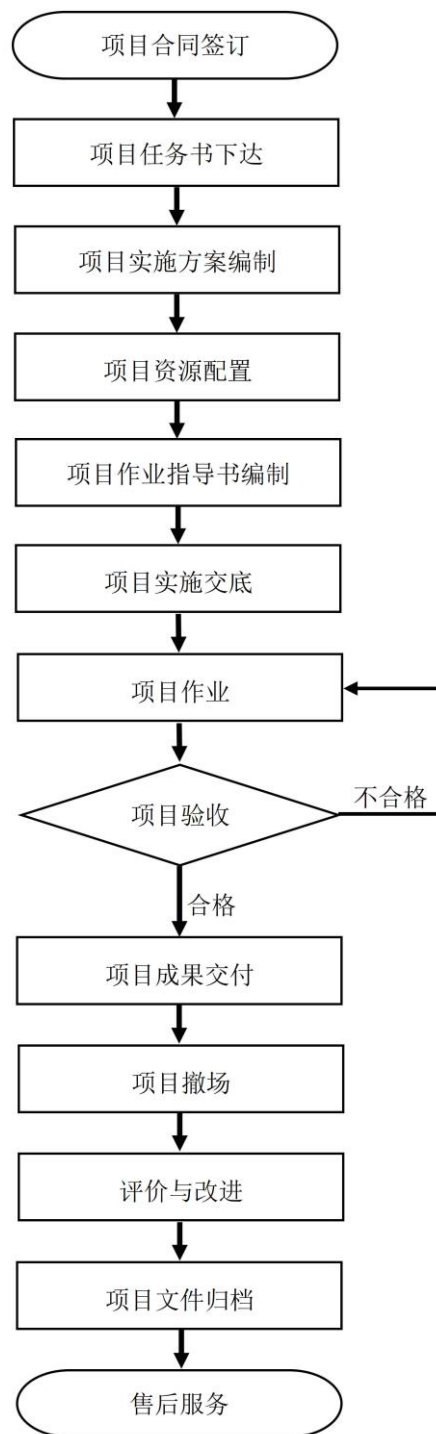 项目合同签订
项目任务书下达
项目实施方案编制
项目资源配置
项目作业指导书编制
项目实施交底
项目作业
项目验收
不合格
合格
项目成果交付
项目撤场
评价与改进
项目文件归档
售后服务